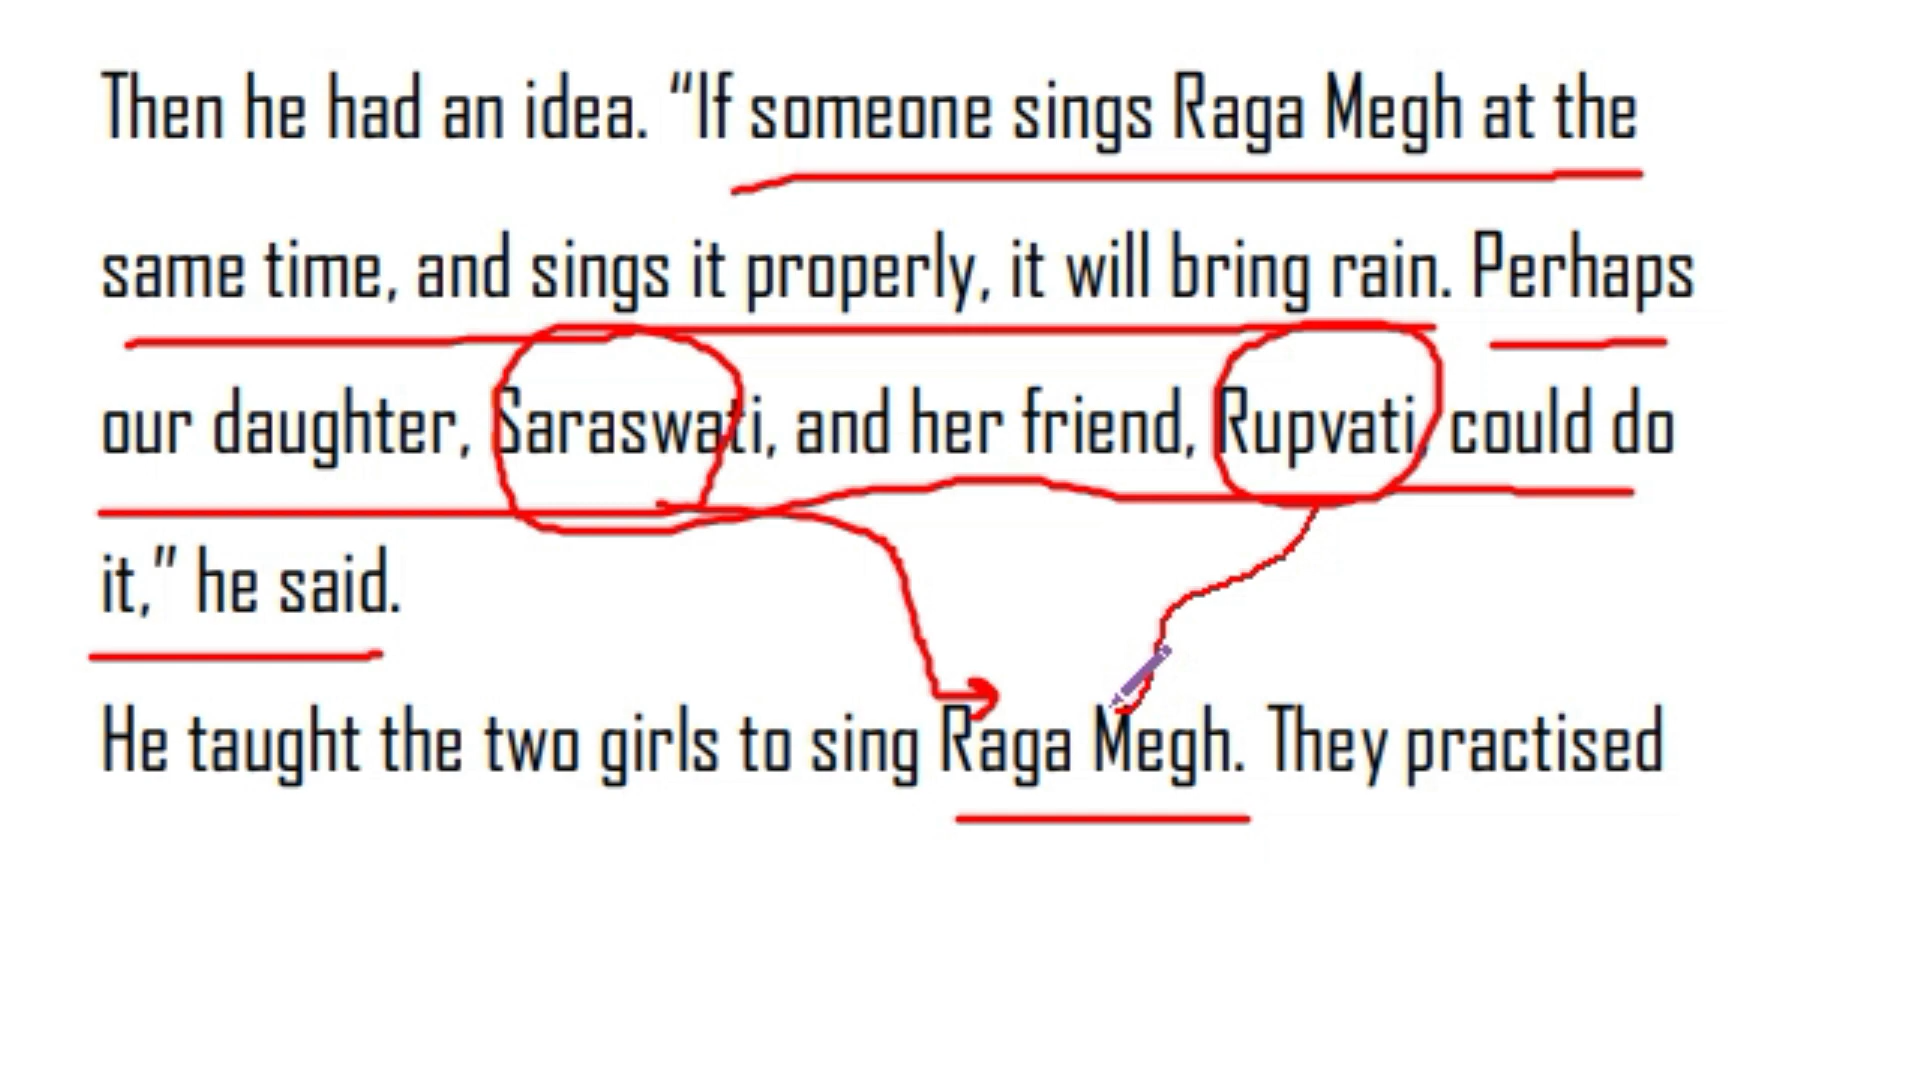 Then he had an idea. “If someone sings Raga Megh at the
same time, and sings it properly, it will bring rain. Perhaps
our daughter, Saraswati, and her friend, Rupvati, could do
it,” he said.
He taught the two girls to sing Raga Megh. They practised